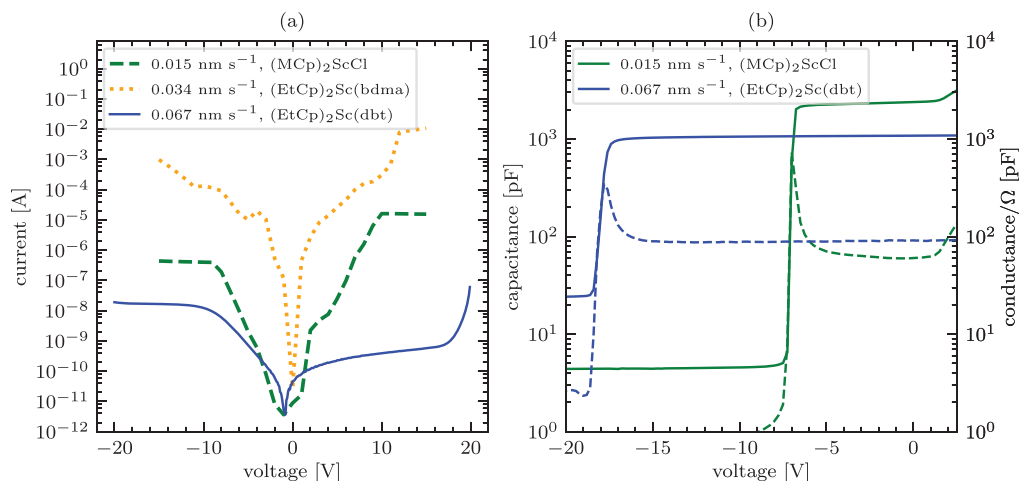 (a)
0.015 nm s⁻¹, (MCp)₂ScCl
0.034 nm s⁻¹, (EtCp)₂Sc(bdma)
0.067 nm s⁻¹, (EtCp)₂Sc(dbt)
10⁰
10⁻¹
10⁻²
10⁻³
10⁻⁴
10⁻⁵
10⁻⁶
10⁻⁷
10⁻⁸
10⁻⁹
10⁻¹⁰
10⁻¹¹
10⁻¹²
current [A]
−20 −10 0 10 20
voltage [V]
(b)
0.015 nm s⁻¹, (MCp)₂ScCl
0.067 nm s⁻¹, (EtCp)₂Sc(dbt)
10⁴
10³
10²
10¹
10⁰
capacitance [pF]
−20 −15 −10 −5 0
voltage [V]
10⁴
10³
10²
10¹
10⁰
conductance/Ω [pF]